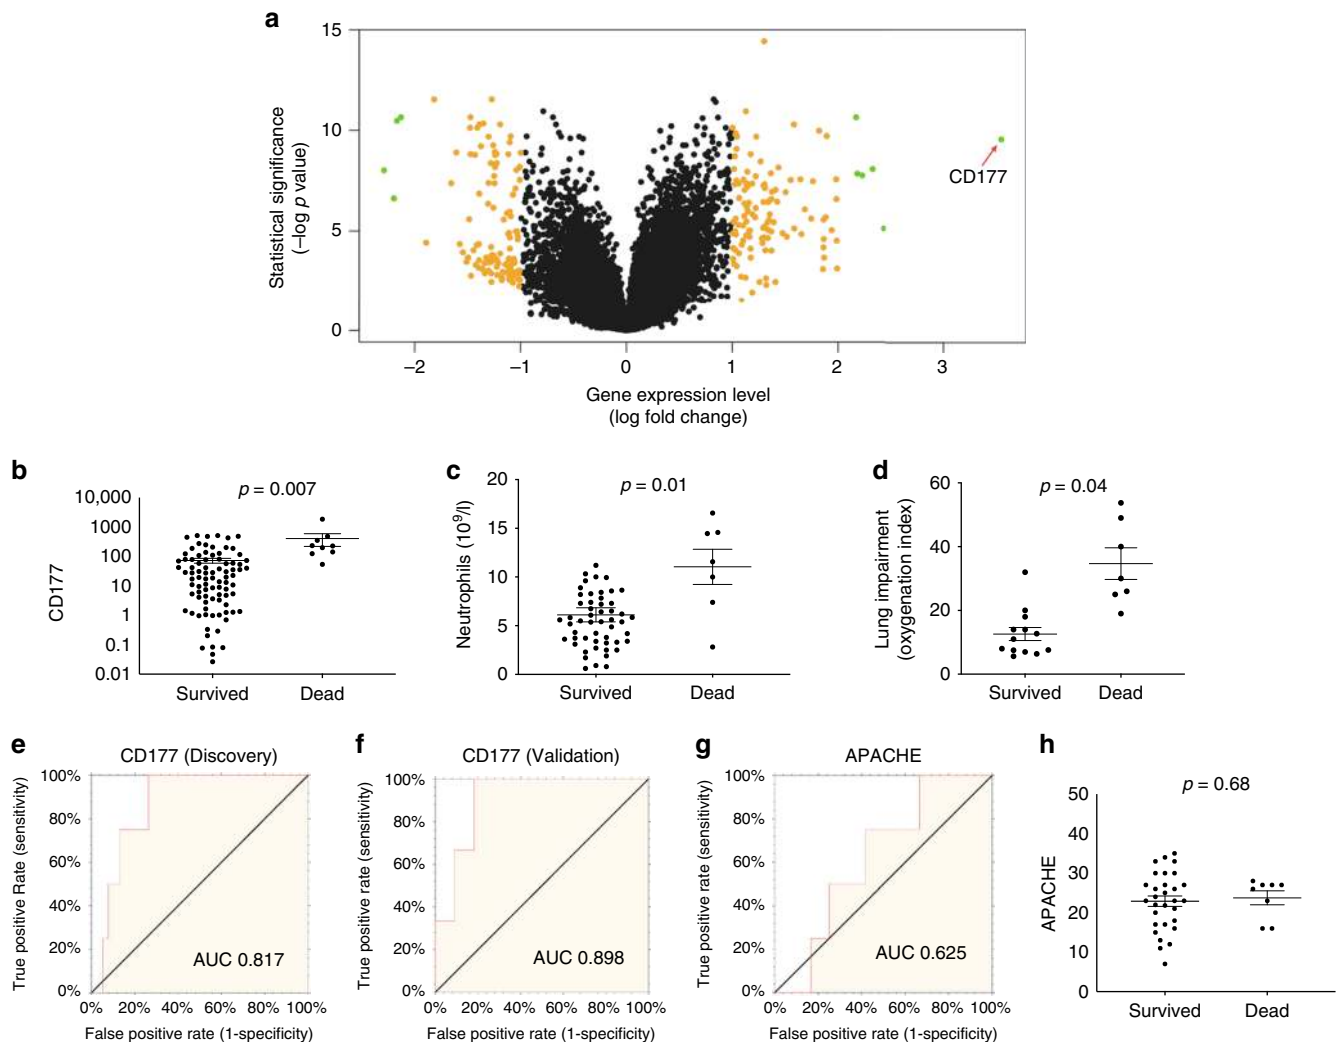 a
15
10
5
0
Statistical significance
(–log p value)
CD177
–2 –1 0 1 2 3
Gene expression level
(log fold change)
b
p = 0.007
10,000
1000
100
10
1
0.1
0.01
CD177
Survived Dead
c
p = 0.01
20
15
10
5
0
Neutrophils (10⁹/l)
Survived Dead
d
p = 0.04
60
40
20
0
Lung impairment
(oxygenation index)
Survived Dead
e
CD177 (Discovery)
100%
80%
60%
40%
20%
0%
True positive Rate (sensitivity)
AUC 0.817
0% 20% 40% 60% 80% 100%
False positive rate (1-specificity)
f
CD177 (Validation)
100%
80%
60%
40%
20%
0%
True positive rate (sensitivity)
AUC 0.898
0% 20% 40% 60% 80% 100%
False positive rate (1-specificity)
g
APACHE
100%
80%
60%
40%
20%
0%
True positive rate (sensitivity)
AUC 0.625
0% 20% 40% 60% 80% 100%
False positive rate (1-specificity)
h
p = 0.68
50
40
30
20
10
0
APACHE
Survived Dead